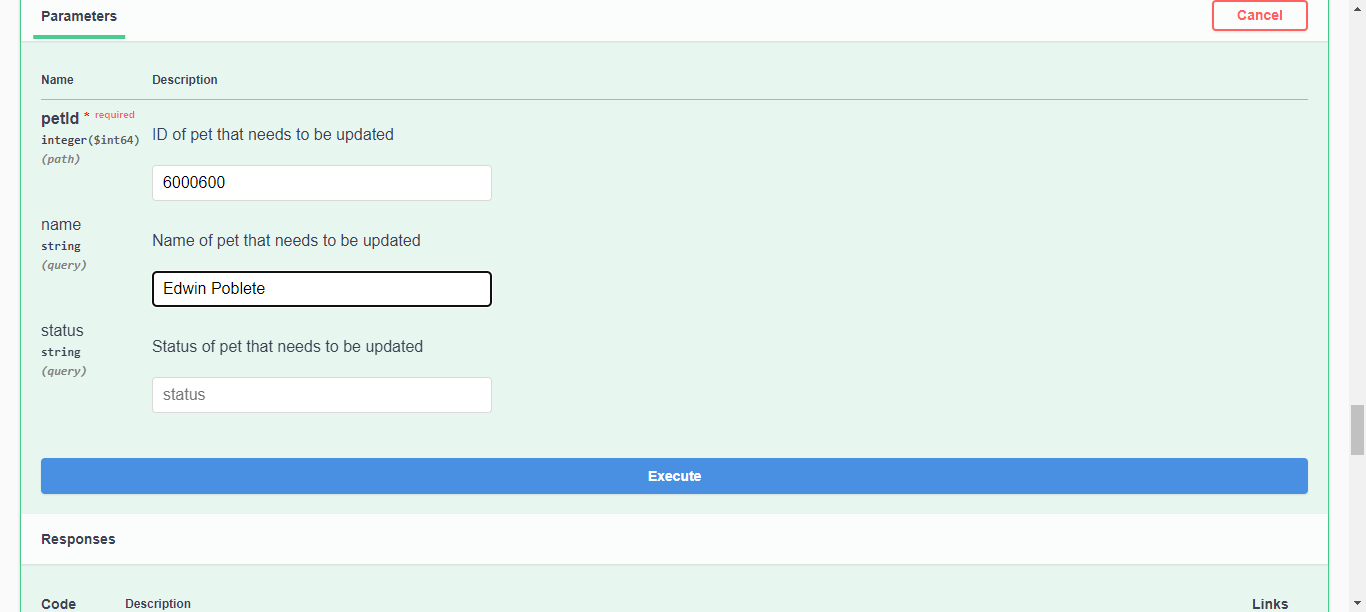 Parameters
Cancel
Name Description
petId * required
integer($int64)
(path)
ID of pet that needs to be updated
6000600
name
string
(query)
Name of pet that needs to be updated
Edwin Poblete
status
string
(query)
Status of pet that needs to be updated
status
Execute
Responses
Code Description Links